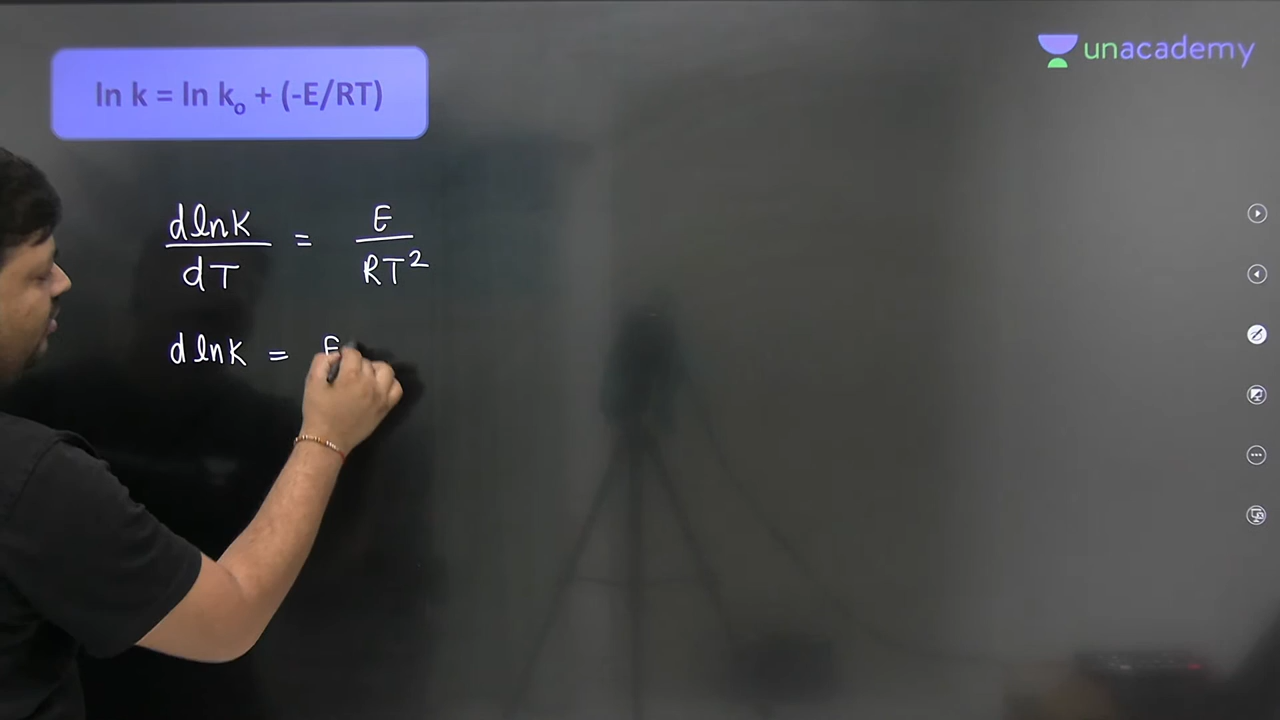 unacademy
ln k = ln k₀ + (-E/RT)
dlnK / dT = E / RT²
dlnK = E